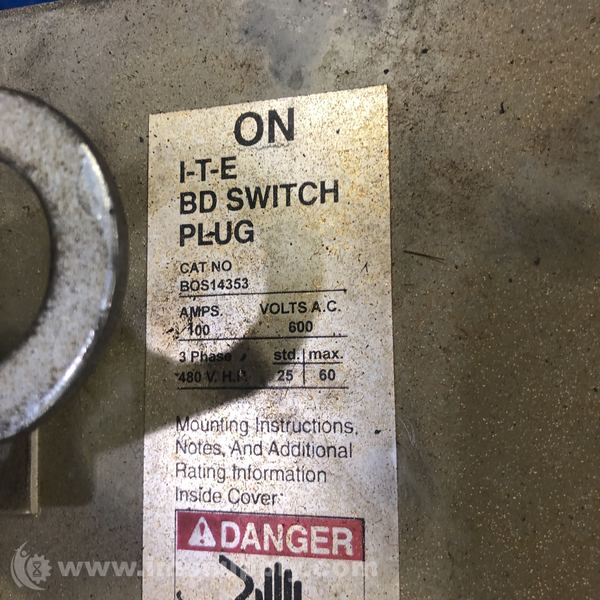 ON
I-T-E
BD SWITCH
PLUG
CAT NO
BOS14353
AMPS. VOLTS A.C.
100 600
3 Phase std. max.
480 V. H.P. 25 60
Mounting Instructions,
Notes, And Additional
Rating Information
Inside Cover.
DANGER